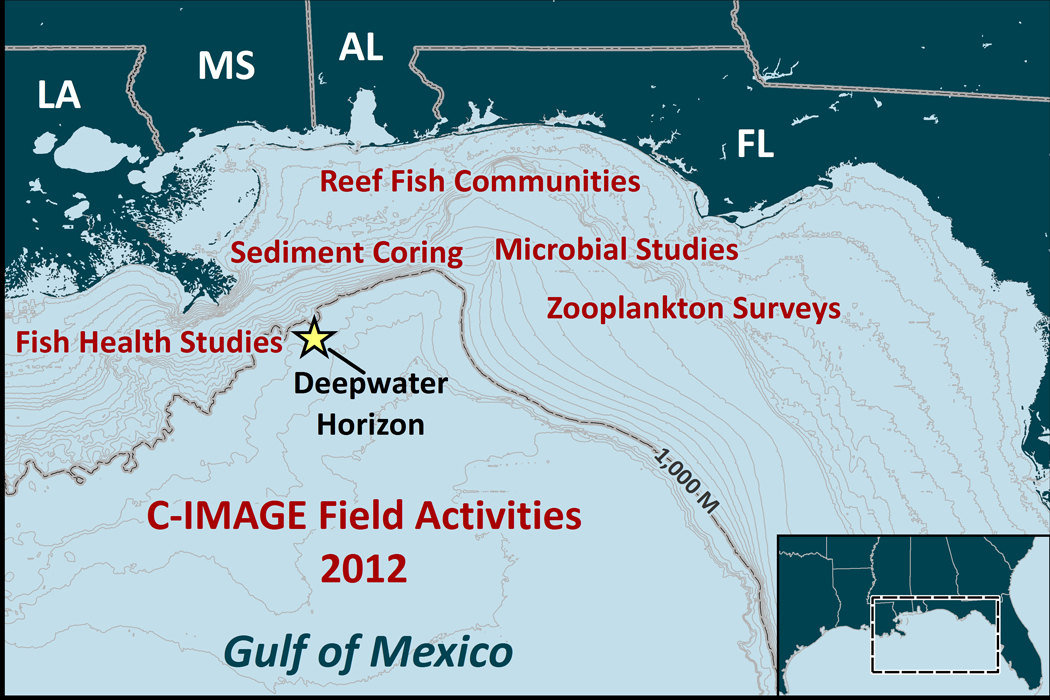 LA
MS
AL
FL
Reef Fish Communities
Sediment Coring
Microbial Studies
Zooplankton Surveys
Fish Health Studies
Deepwater
Horizon
1,000 M
C-IMAGE Field Activities
2012
Gulf of Mexico